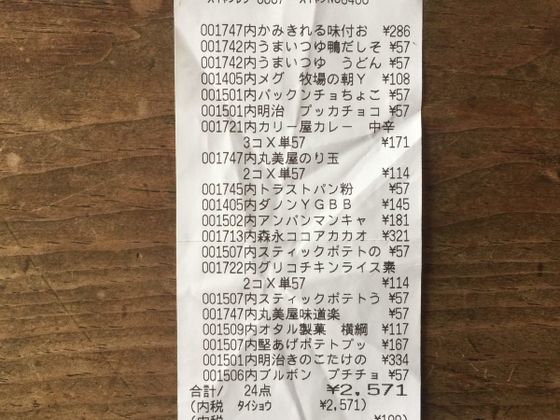 001747内かみきれる味付お ¥286
001742内うまいつゆ鴨だしそ ¥57
001742内うまいつゆ うどん ¥57
001405内メグ 牧場の朝Y ¥108
001501内パックンチョちょこ ¥57
001501内明治 プッカチョコ ¥57
001721内カリー屋カレー 中辛
3コX単57 ¥171
001747内丸美屋のり玉
2コX単57 ¥114
001745内トラストパン粉 ¥57
001405内ダノンYGBB ¥145
001502内アンパンマンキャ ¥181
001713内森永ココアカカオ ¥321
001507内スティックポテトの ¥57
001722内グリコチキンライス素
2コX単57 ¥114
001507内スティックポテトう ¥57
001747内丸美屋味道楽 ¥57
001509内オタル製菓 横綱 ¥117
001507内堅あげポテトブッ ¥167
001501内明治きのこたけの ¥334
001506内ブルボン プチチョ ¥57
合計/ 24点 ¥2,571
(内税 タイショウ ¥2,571)